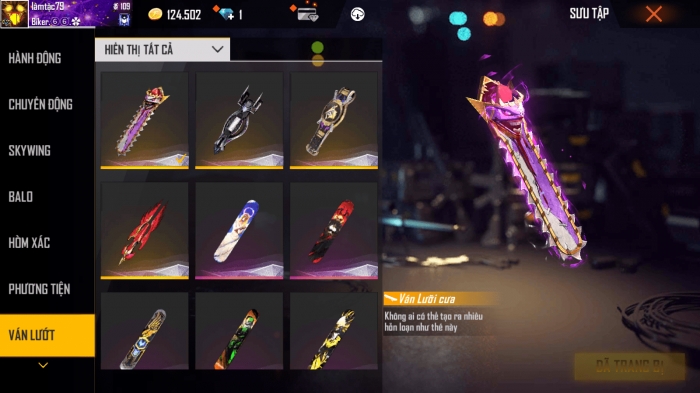 lamtac79
109
Biker.66
124.502
1
SƯU TẬP
HÀNH ĐỘNG
HIỂN THỊ TẤT CẢ
CHUYỂN ĐỘNG
SKYWING
BALO
HÒM XÁC
PHƯƠNG TIỆN
VÁN LƯỚT
Ván Lưỡi cưa
Không ai có thể tạo ra nhiều
hỗn loạn như thế này
ĐÃ TRANG BỊ